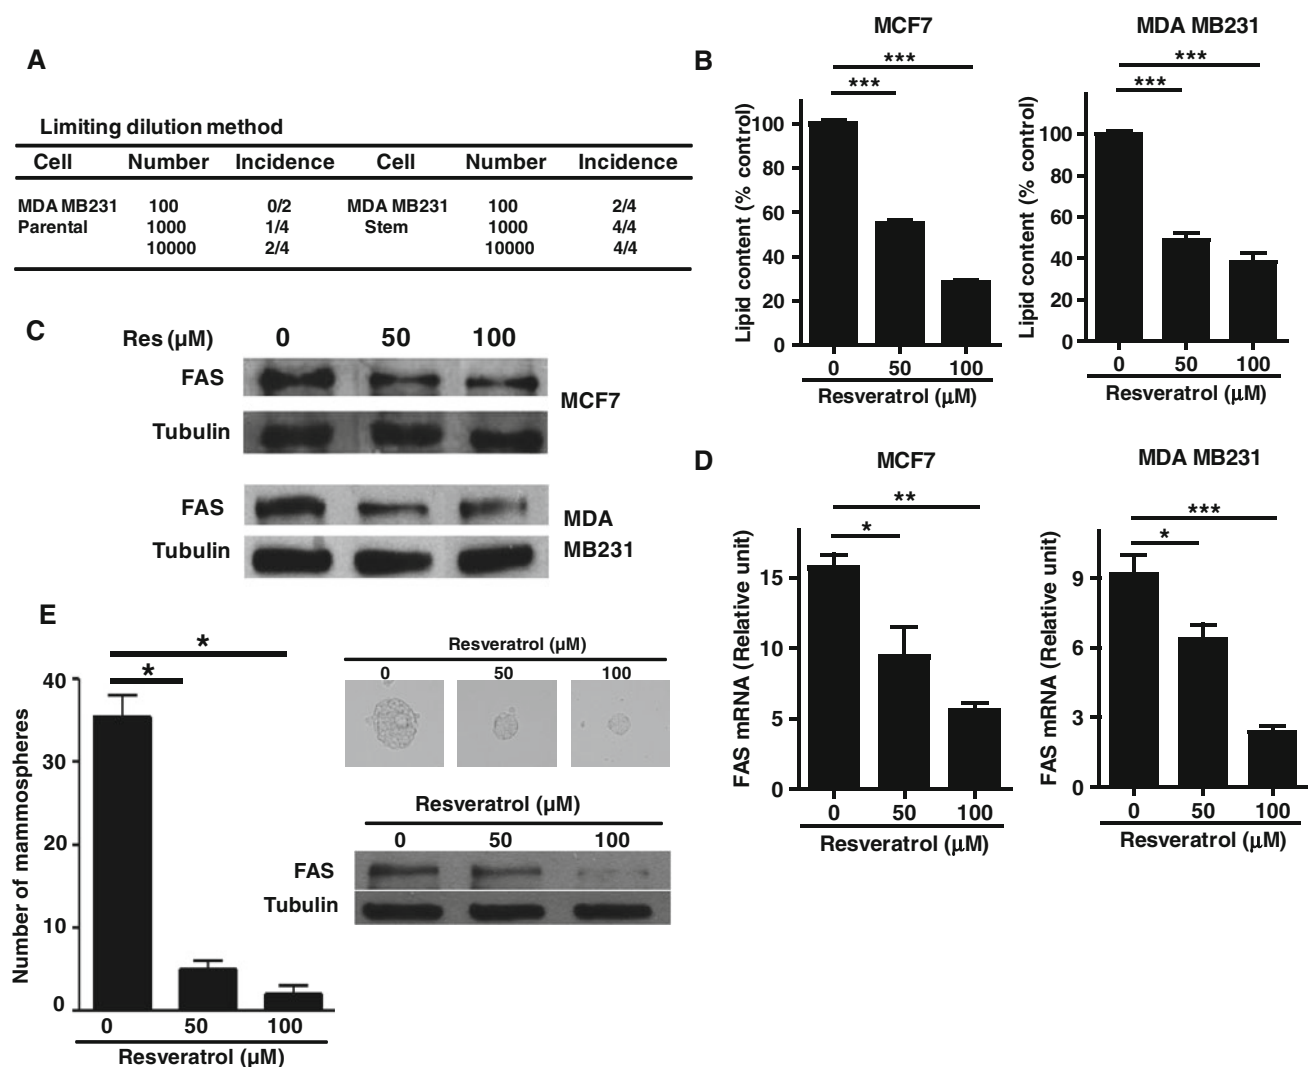 A
Limiting dilution method
Cell Number Incidence Cell Number Incidence
MDA MB231 100 0/2 MDA MB231 100 2/4
Parental 1000 1/4 Stem 1000 4/4
10000 2/4 10000 4/4
B
MCF7
***
***
Lipid content (% control)
100
80
60
40
20
0
0 50 100
Resveratrol (μM)
MDA MB231
***
***
Lipid content (% control)
100
80
60
40
20
0
0 50 100
Resveratrol (μM)
C
Res (μM) 0 50 100
FAS
MCF7
Tubulin
FAS
MDA
MB231
Tubulin
D
MCF7
**
*
FAS mRNA (Relative unit)
15
10
5
0
0 50 100
Resveratrol (μM)
MDA MB231
***
*
FAS mRNA (Relative unit)
9
6
3
0
0 50 100
Resveratrol (μM)
E
*
*
Number of mammospheres
40
30
20
10
0
0 50 100
Resveratrol (μM)
Resveratrol (μM)
0 50 100
Resveratrol (μM)
0 50 100
FAS
Tubulin